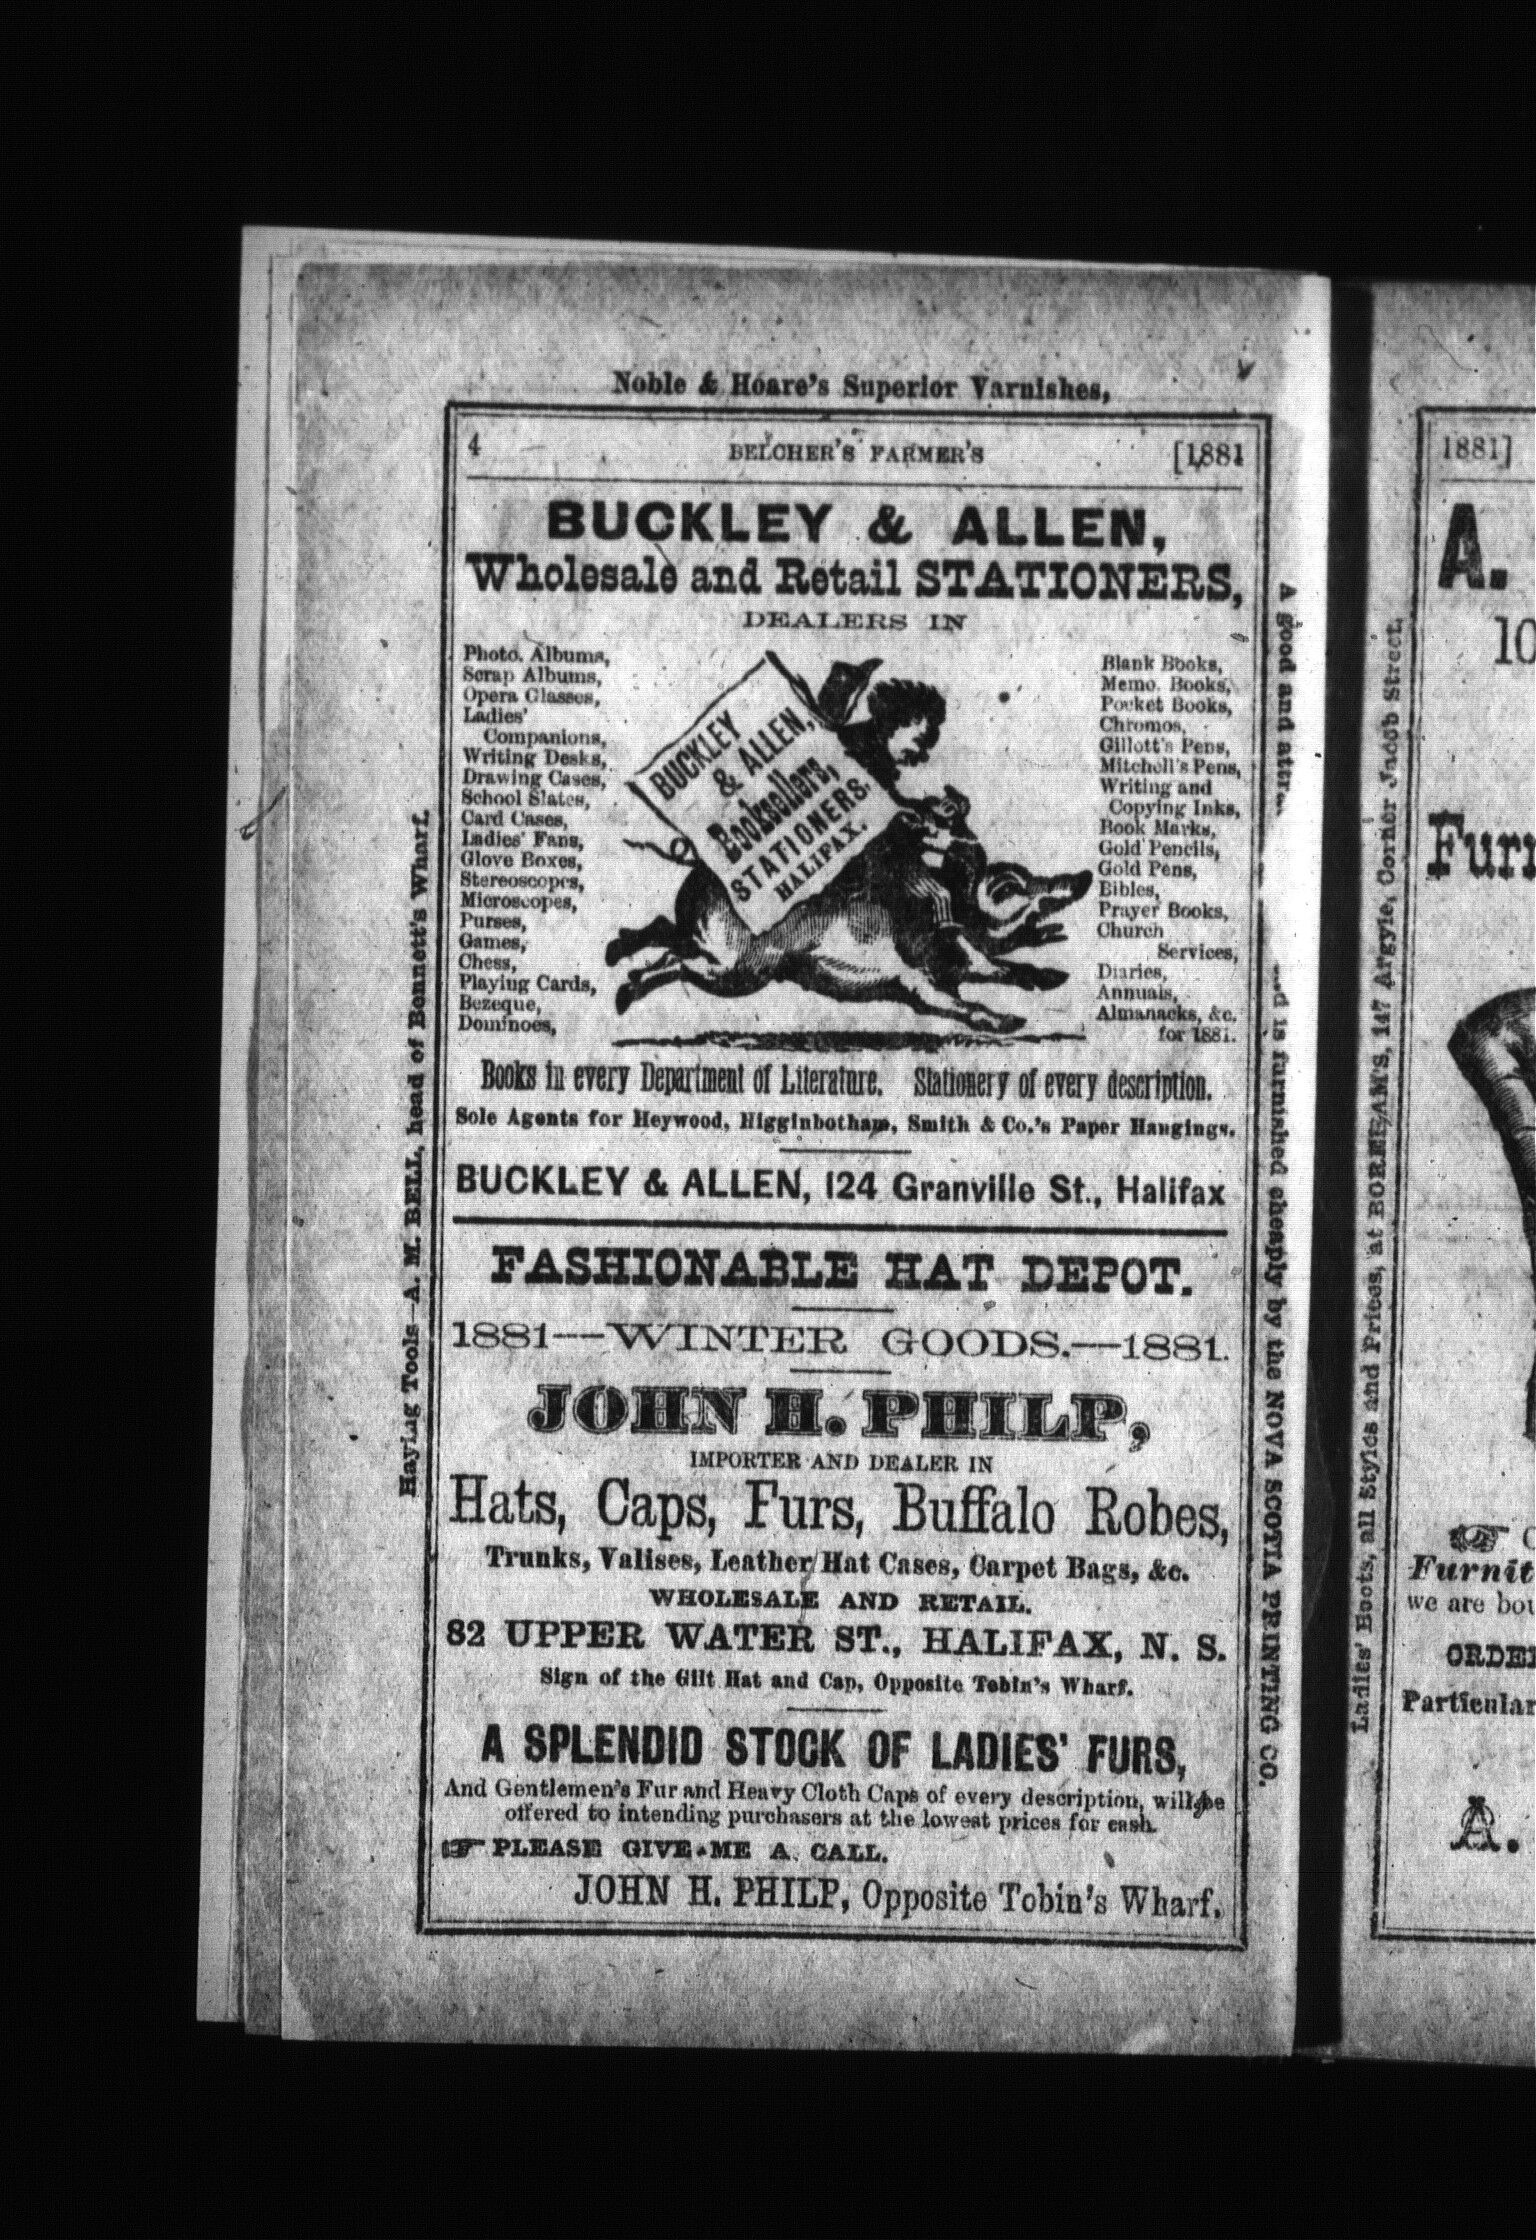 Noble & Hoare's Superior Varnishes,
4
BELCHER'S FARMER'S
[1881
BUCKLEY & ALLEN,
Wholesale and Retail STATIONERS,
DEALERS IN
Photo. Albums,
Scrap Albums,
Opera Glasses,
Ladies'
Companions,
Writing Desks,
Drawing Cases,
School Slates,
Card Cases,
Ladies' Fans,
Glove Boxes,
Stereoscopes,
Microscopes,
Purses,
Games,
Chess,
Playing Cards,
Bezeque,
Dominoes,
BUCKLEY
& ALLEN,
Booksellers,
STATIONERS.
HALIFAX.
Blank Books,
Memo. Books,
Pocket Books,
Chromos,
Gillott's Pens,
Mitchell's Pens,
Writing and
Copying Inks,
Book Marks,
Gold Pencils,
Gold Pens,
Bibles,
Prayer Books,
Church
Services,
Diaries,
Annuals,
Almanacks, &c.
for 1881.
Books in every Department of Literature. Stationery of every description.
Sole Agents for Heywood, Higginbotham, Smith & Co.'s Paper Hangings.
BUCKLEY & ALLEN, 124 Granville St., Halifax
FASHIONABLE HAT DEPOT.
1881—WINTER GOODS.—1881.
JOHN H. PHILP,
IMPORTER AND DEALER IN
Hats, Caps, Furs, Buffalo Robes,
Trunks, Valises, Leather Hat Cases, Carpet Bags, &c.
WHOLESALE AND RETAIL.
82 UPPER WATER ST., HALIFAX, N. S.
Sign of the Gilt Hat and Cap, Opposite Tobin's Wharf.
A SPLENDID STOCK OF LADIES' FURS,
And Gentlemen's Fur and Heavy Cloth Caps of every description, will be
offered to intending purchasers at the lowest prices for cash.
☞ PLEASE GIVE ME A CALL.
JOHN H. PHILP, Opposite Tobin's Wharf.
Haying Tools—A. M. BELL, head of Bennett's Wharf.
A good and
is furnished cheaply by the NOVA SCOTIA PRINTING CO.
Ladies' Boots, all Styles and Prices, at BOREHAM'S, 147 Argyle, Corner Jacob Street.
1881]
A.
10
Furn
☞
Furnit
we are bou
ORDE
Particular
A.